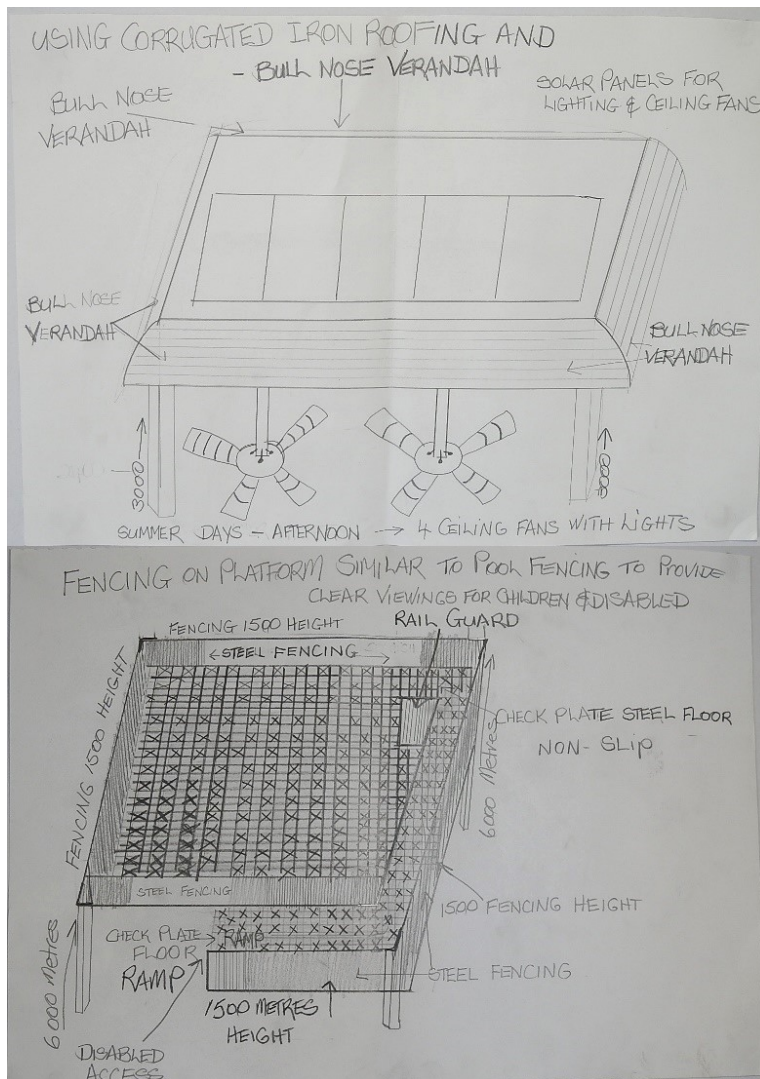 USING CORRUGATED IRON ROOFING AND
- BULL NOSE VERANDAH
SOLAR PANELS FOR
LIGHTING & CEILING FANS
BULL NOSE
VERANDAH
BULL NOSE
VERANDAH
BULL NOSE
VERANDAH
3000
3000
SUMMER DAYS - AFTERNOON → 4 CEILING FANS WITH LIGHTS
FENCING ON PLATFORM SIMILAR TO POOL FENCING TO PROVIDE
CLEAR VIEWINGS FOR CHILDREN & DISABLED
RAIL GUARD
FENCING 1500 HEIGHT
←STEEL FENCING→
FENCING 1500 HEIGHT
CHECK PLATE STEEL FLOOR
NON-SLIP
6000 Metres
STEEL FENCING
1500 FENCING HEIGHT
CHECK PLATE
FLOOR
RAMP
RAMP
STEEL FENCING
6000 Metres
1500 METRES
HEIGHT
DISABLED
ACCESS